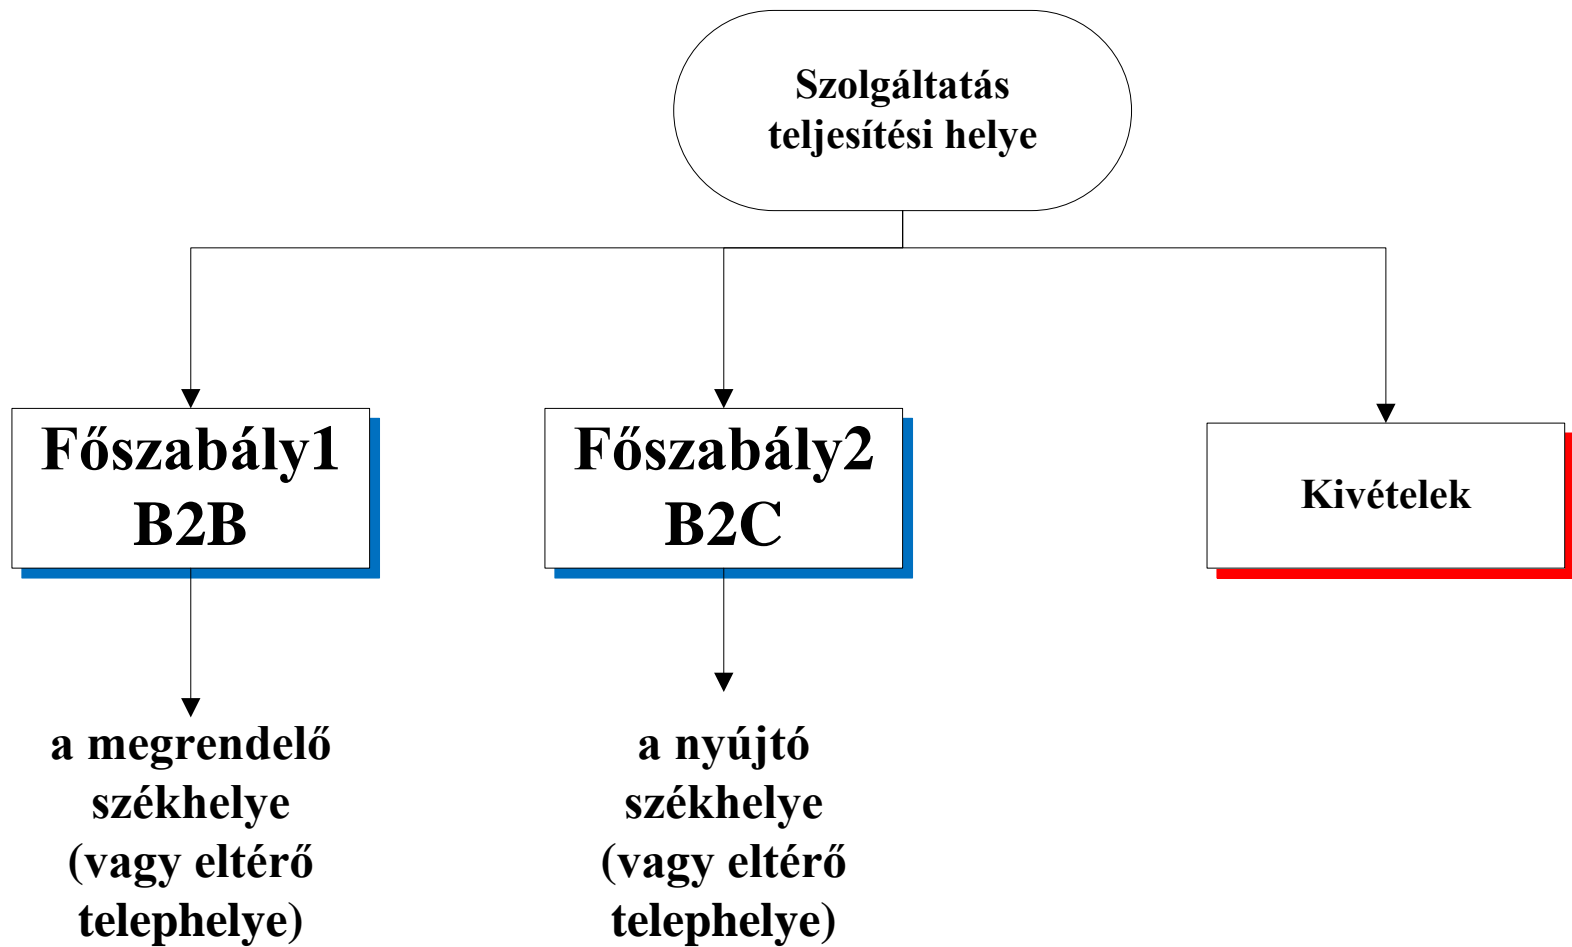 Szolgáltatás
teljesítési helye
Főszabály1
B2B
Főszabály2
B2C
Kivételek
a megrendelő
székhelye
(vagy eltérő
telephelye)
a nyújtó
székhelye
(vagy eltérő
telephelye)